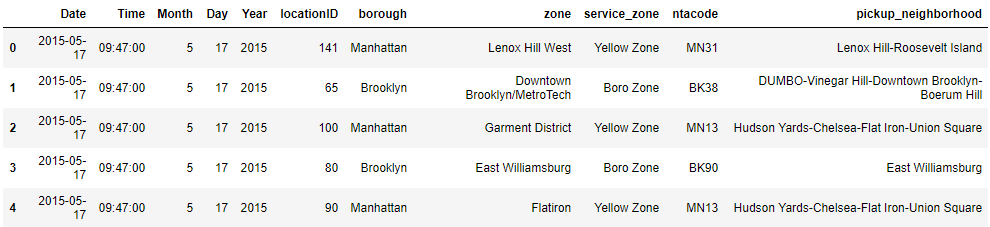 Date Time Month Day Year locationID borough zone service_zone ntacode pickup_neighborhood
0 2015-05-17 09:47:00 5 17 2015 141 Manhattan Lenox Hill West Yellow Zone MN31 Lenox Hill-Roosevelt Island
1 2015-05-17 09:47:00 5 17 2015 65 Brooklyn Downtown Brooklyn/MetroTech Boro Zone BK38 DUMBO-Vinegar Hill-Downtown Brooklyn-Boerum Hill
2 2015-05-17 09:47:00 5 17 2015 100 Manhattan Garment District Yellow Zone MN13 Hudson Yards-Chelsea-Flat Iron-Union Square
3 2015-05-17 09:47:00 5 17 2015 80 Brooklyn East Williamsburg Boro Zone BK90 East Williamsburg
4 2015-05-17 09:47:00 5 17 2015 90 Manhattan Flatiron Yellow Zone MN13 Hudson Yards-Chelsea-Flat Iron-Union Square